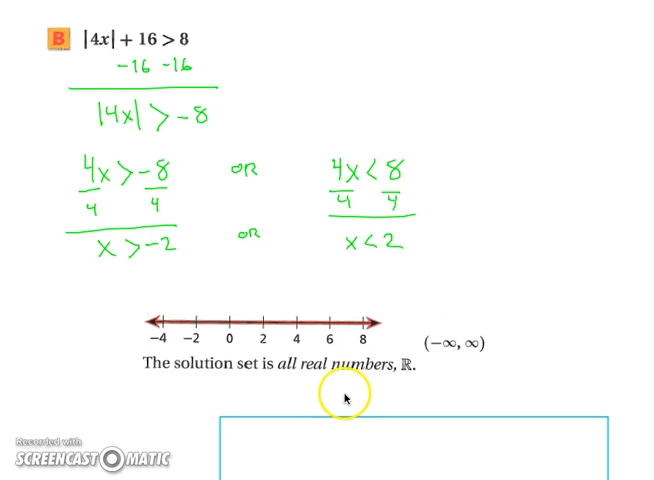 B |4x| + 16 > 8
-16 -16
|4x| > -8
4x > -8 OR 4x < 8
4 4 4 4
x > -2 OR x < 2
-4 -2 0 2 4 6 8
(-∞, ∞)
The solution set is all real numbers, ℝ.
Recorded with
SCREENCAST-O-MATIC